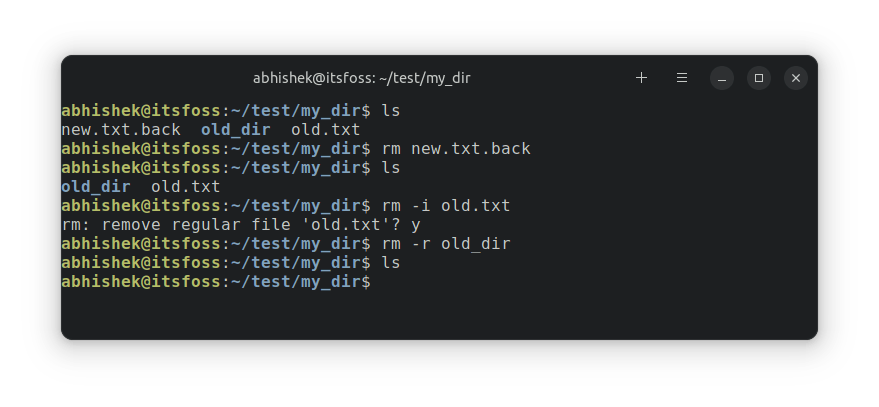 abhishek@itsfoss: ~/test/my_dir
abhishek@itsfoss:~/test/my_dir$ ls
new.txt.back  old_dir  old.txt
abhishek@itsfoss:~/test/my_dir$ rm new.txt.back
abhishek@itsfoss:~/test/my_dir$ ls
old_dir  old.txt
abhishek@itsfoss:~/test/my_dir$ rm -i old.txt
rm: remove regular file 'old.txt'? y
abhishek@itsfoss:~/test/my_dir$ rm -r old_dir
abhishek@itsfoss:~/test/my_dir$ ls
abhishek@itsfoss:~/test/my_dir$